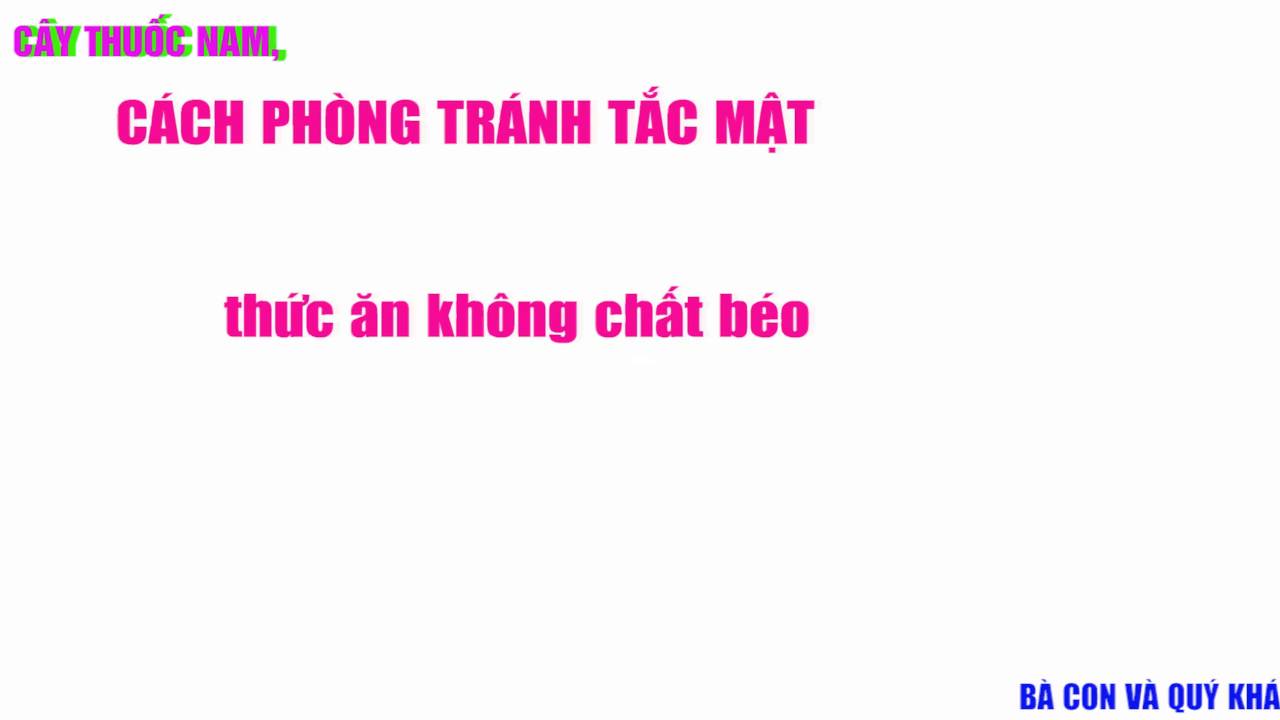 CÂY THUỐC NAM,
CÁCH PHÒNG TRÁNH TẮC MẬT
thức ăn không chất béo
BÀ CON VÀ QUÝ KHÁ